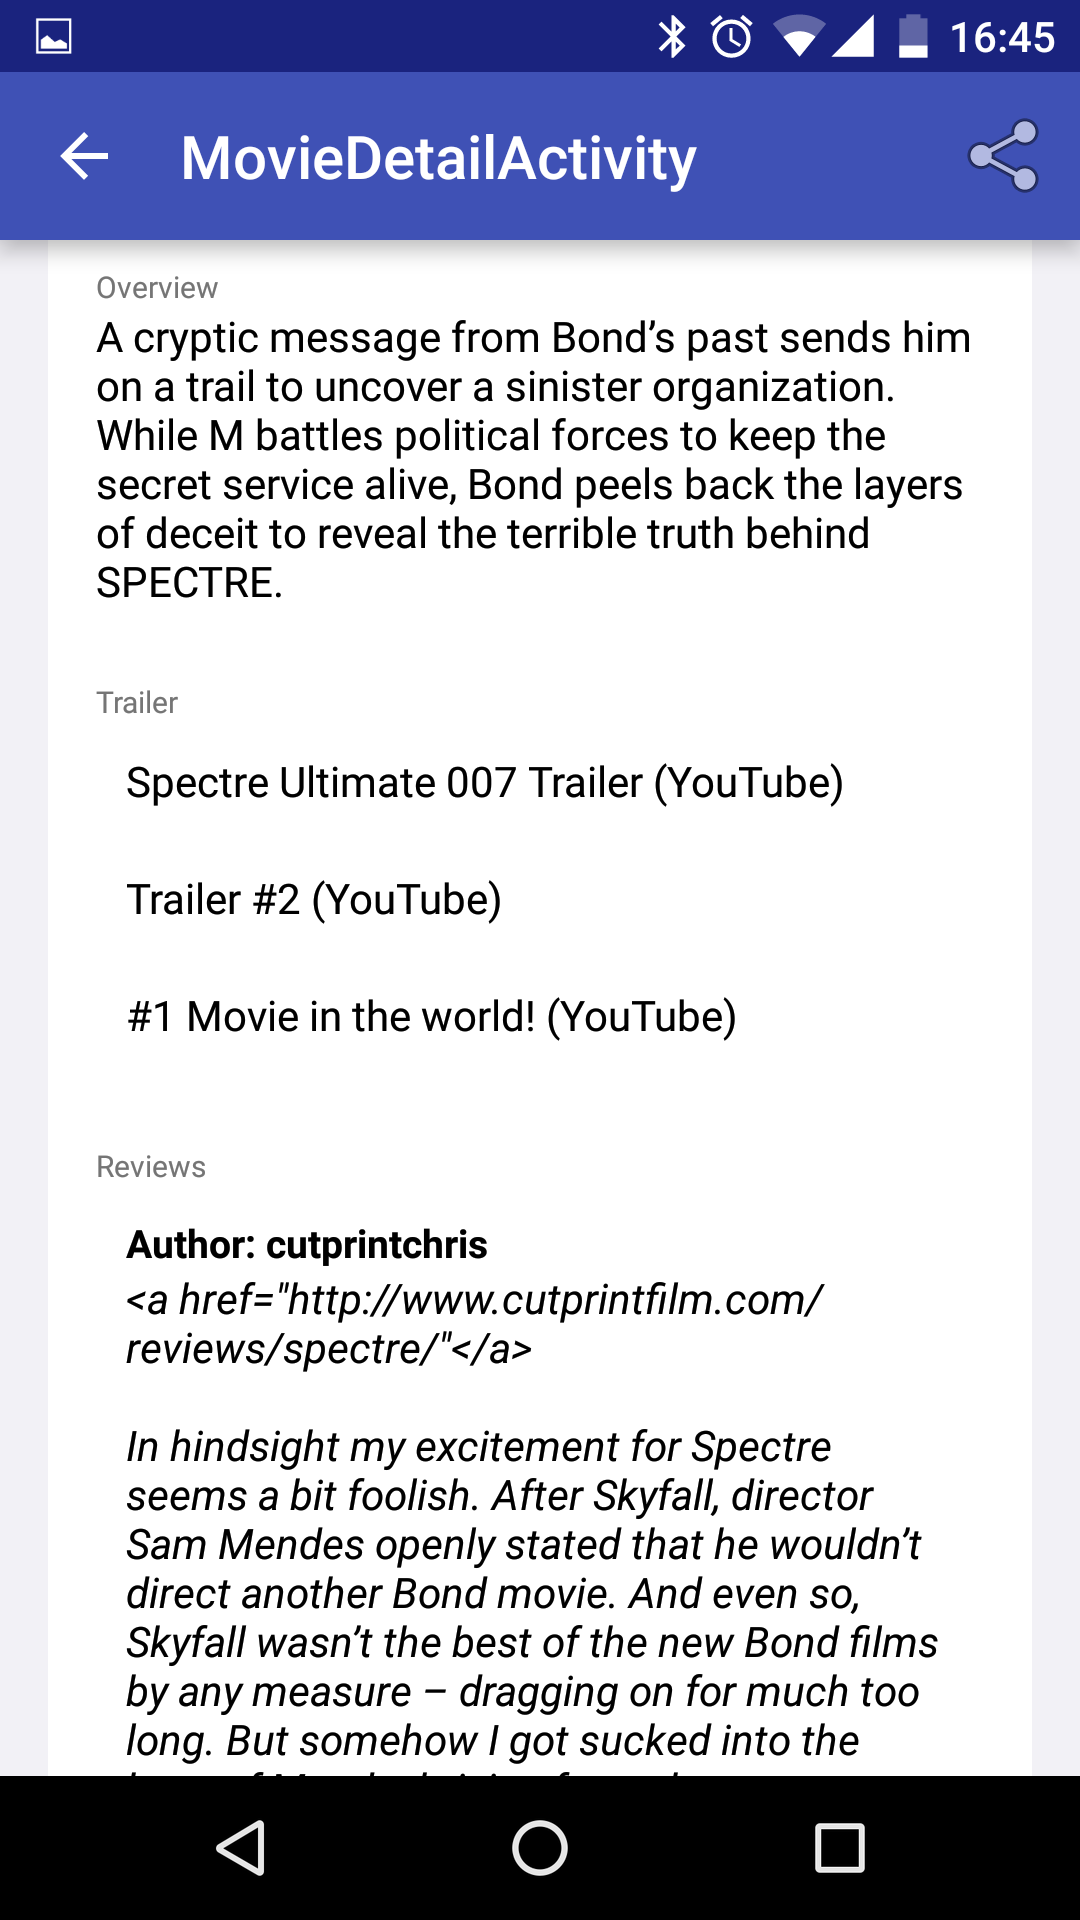 16:45
MovieDetailActivity
Overview
A cryptic message from Bond’s past sends him
on a trail to uncover a sinister organization.
While M battles political forces to keep the
secret service alive, Bond peels back the layers
of deceit to reveal the terrible truth behind
SPECTRE.
Trailer
Spectre Ultimate 007 Trailer (YouTube)
Trailer #2 (YouTube)
#1 Movie in the world! (YouTube)
Reviews
Author: cutprintchris
<a href="http://www.cutprintfilm.com/
reviews/spectre/"</a>
In hindsight my excitement for Spectre
seems a bit foolish. After Skyfall, director
Sam Mendes openly stated that he wouldn’t
direct another Bond movie. And even so,
Skyfall wasn’t the best of the new Bond films
by any measure – dragging on for much too
long. But somehow I got sucked into the